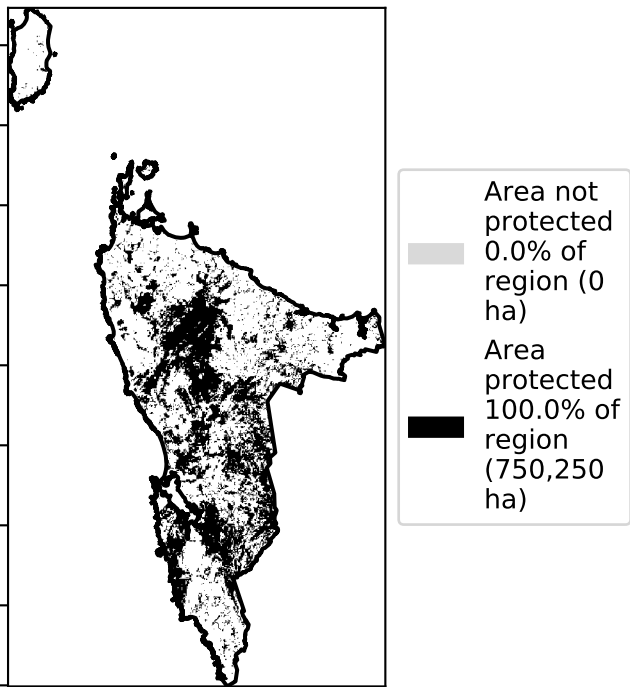 Area not
protected
0.0% of
region (0
ha)
Area
protected
100.0% of
region
(750,250
ha)